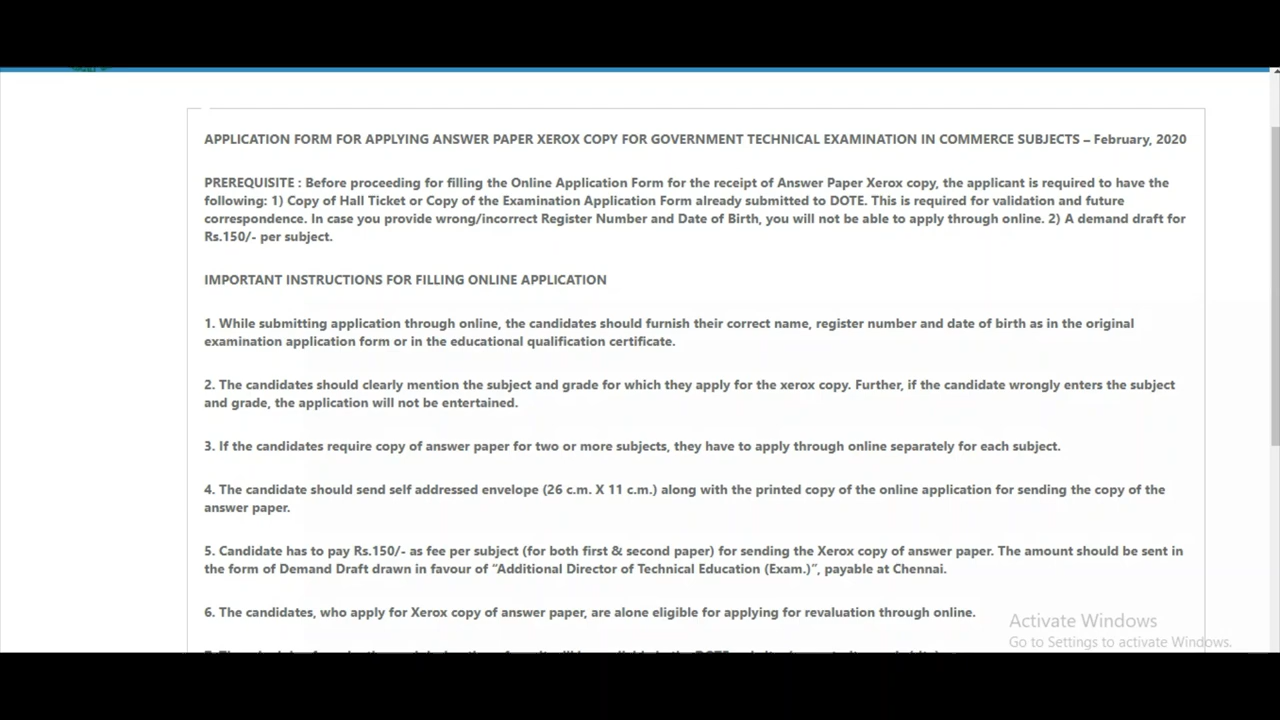 APPLICATION FORM FOR APPLYING ANSWER PAPER XEROX COPY FOR GOVERNMENT TECHNICAL EXAMINATION IN COMMERCE SUBJECTS – February, 2020
PREREQUISITE : Before proceeding for filling the Online Application Form for the receipt of Answer Paper Xerox copy, the applicant is required to have the
following: 1) Copy of Hall Ticket or Copy of the Examination Application Form already submitted to DOTE. This is required for validation and future
correspondence. In case you provide wrong/incorrect Register Number and Date of Birth, you will not be able to apply through online. 2) A demand draft for
Rs.150/- per subject.
IMPORTANT INSTRUCTIONS FOR FILLING ONLINE APPLICATION
1. While submitting application through online, the candidates should furnish their correct name, register number and date of birth as in the original
examination application form or in the educational qualification certificate.
2. The candidates should clearly mention the subject and grade for which they apply for the xerox copy. Further, if the candidate wrongly enters the subject
and grade, the application will not be entertained.
3. If the candidates require copy of answer paper for two or more subjects, they have to apply through online separately for each subject.
4. The candidate should send self addressed envelope (26 c.m. X 11 c.m.) along with the printed copy of the online application for sending the copy of the
answer paper.
5. Candidate has to pay Rs.150/- as fee per subject (for both first & second paper) for sending the Xerox copy of answer paper. The amount should be sent in
the form of Demand Draft drawn in favour of “Additional Director of Technical Education (Exam.)”, payable at Chennai.
6. The candidates, who apply for Xerox copy of answer paper, are alone eligible for applying for revaluation through online.
Activate Windows
Go to Settings to activate Windows.